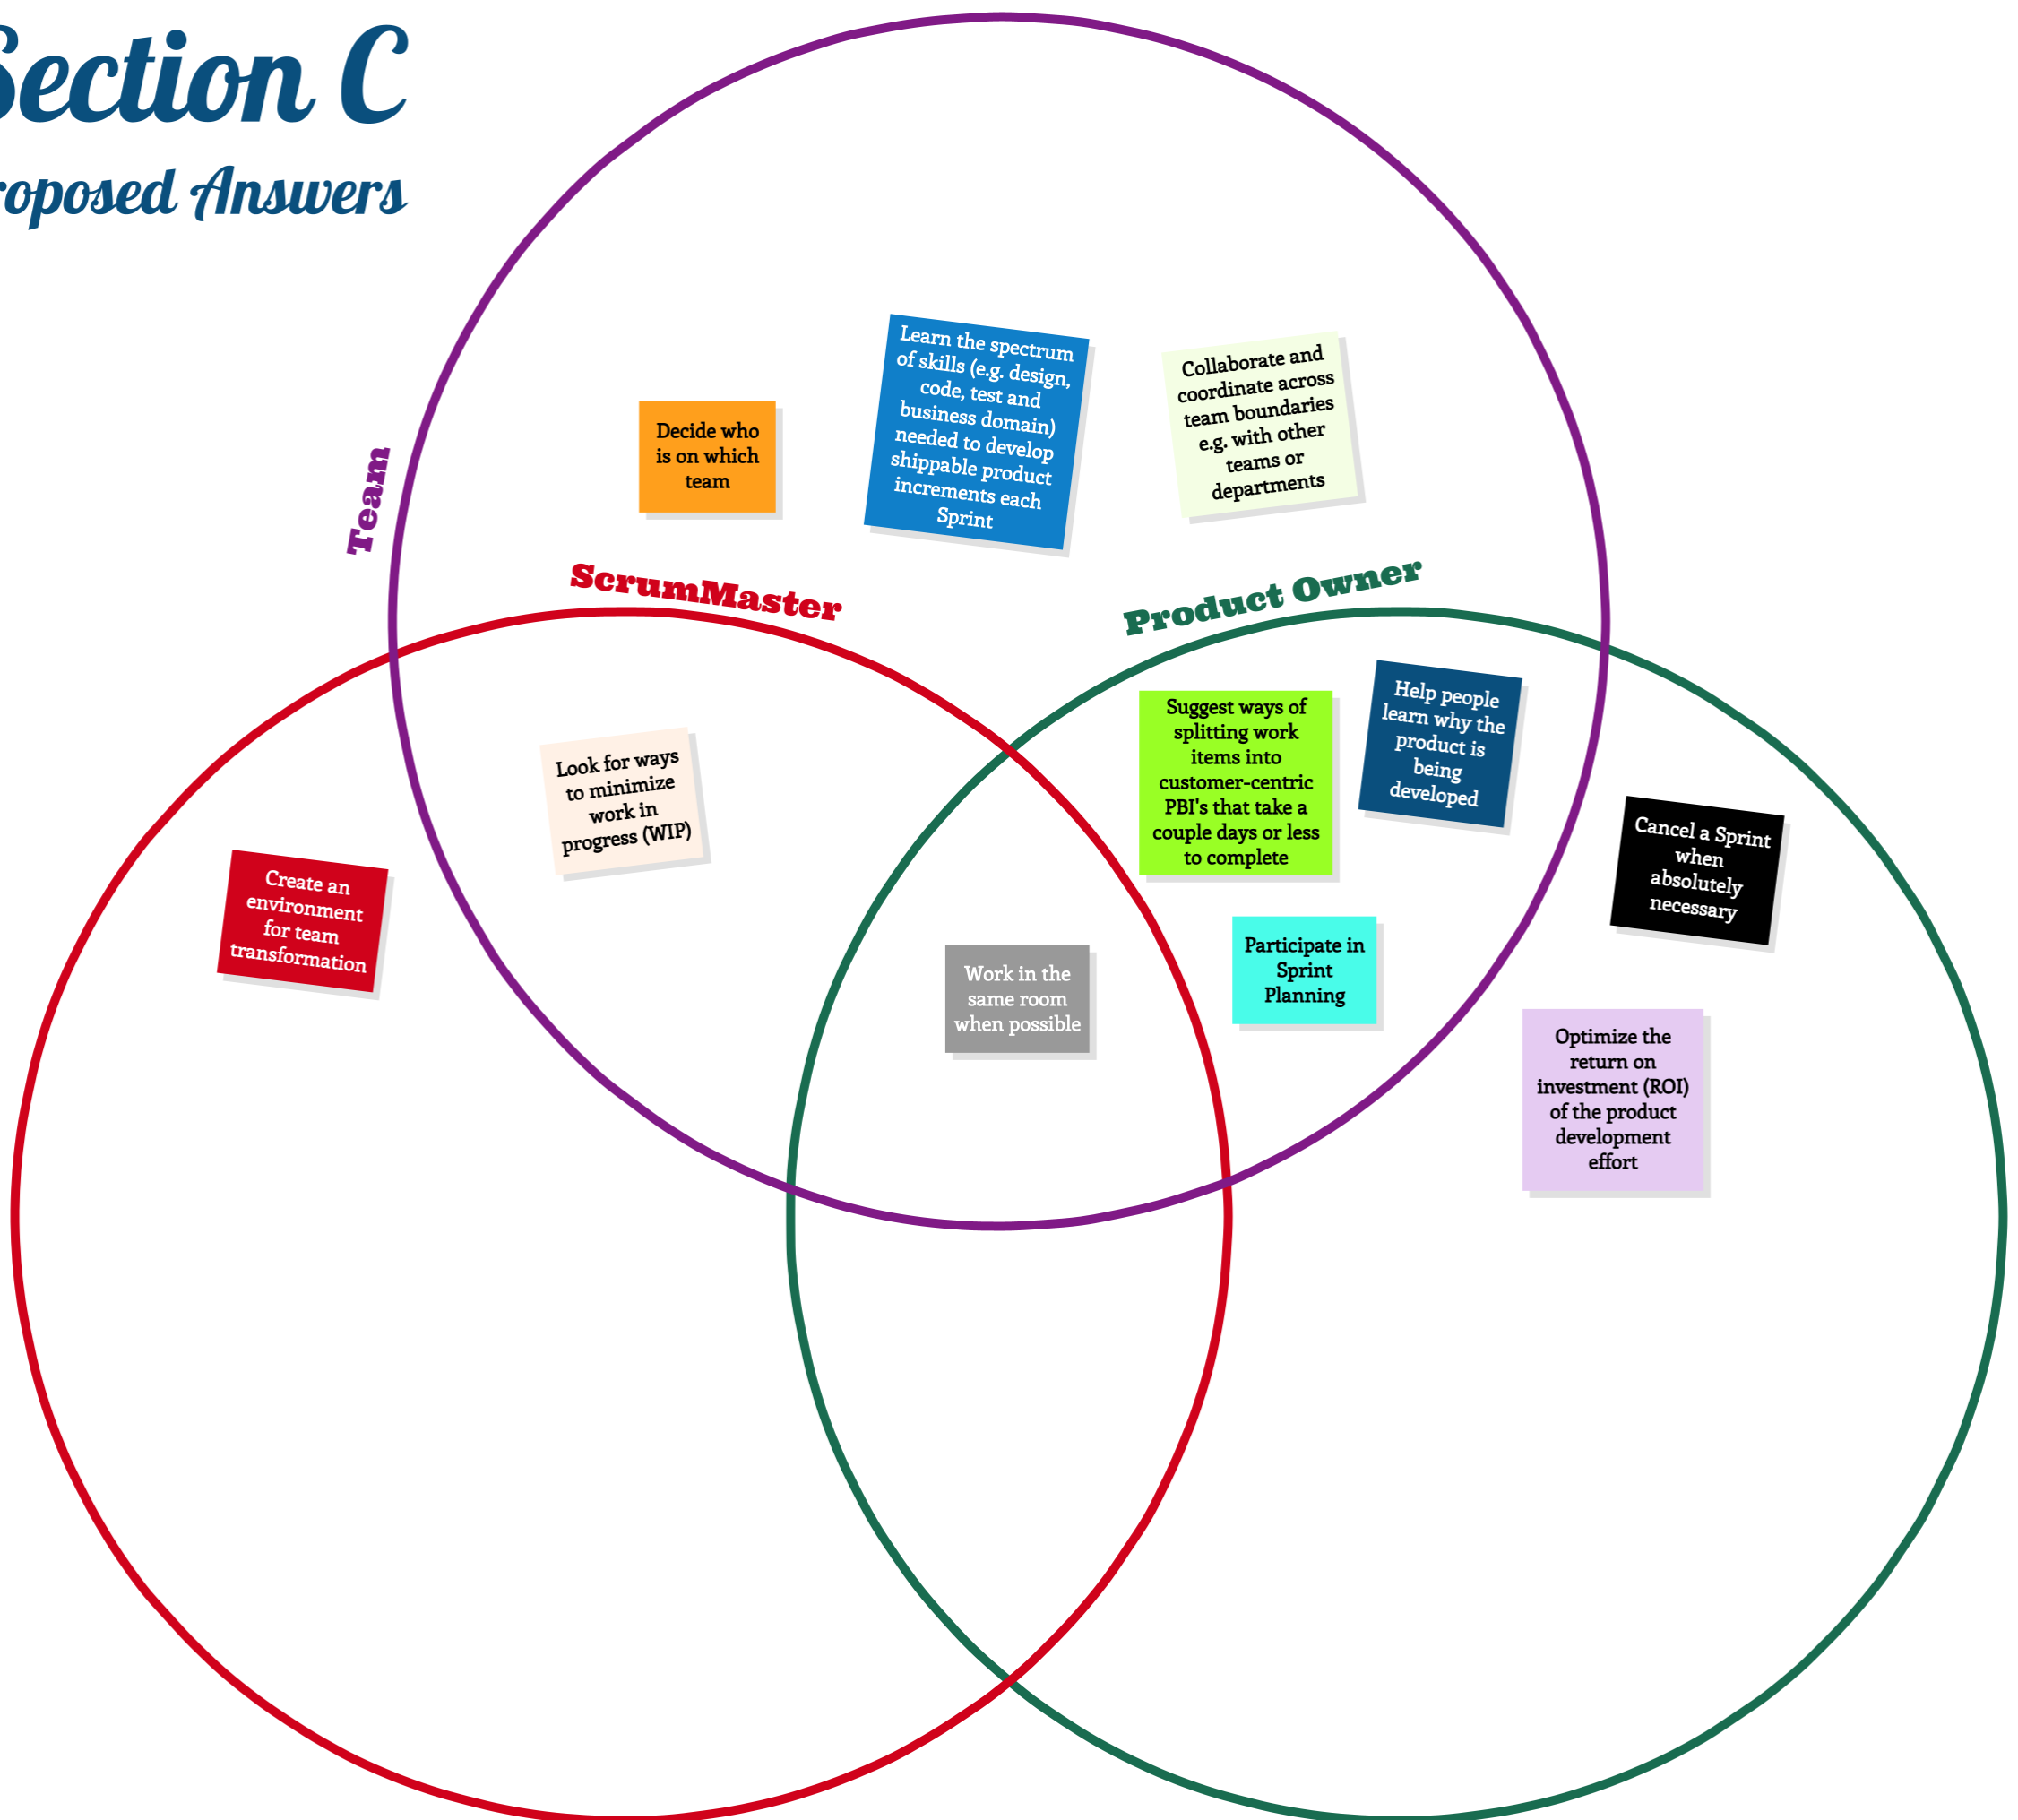 Section C
roposed Answers
Team
Decide who
is on which
team
Learn the spectrum
of skills (e.g. design,
code, test and
business domain)
needed to develop
shippable product
increments each
Sprint
Collaborate and
coordinate across
team boundaries
e.g. with other
teams or
departments
ScrumMaster
Product Owner
Look for ways
to minimize
work in
progress (WIP)
Suggest ways of
splitting work
items into
customer-centric
PBI's that take a
couple days or less
to complete
Help people
learn why the
product is
being
developed
Create an
environment
for team
transformation
Cancel a Sprint
when
absolutely
necessary
Work in the
same room
when possible
Participate in
Sprint
Planning
Optimize the
return on
investment (ROI)
of the product
development
effort